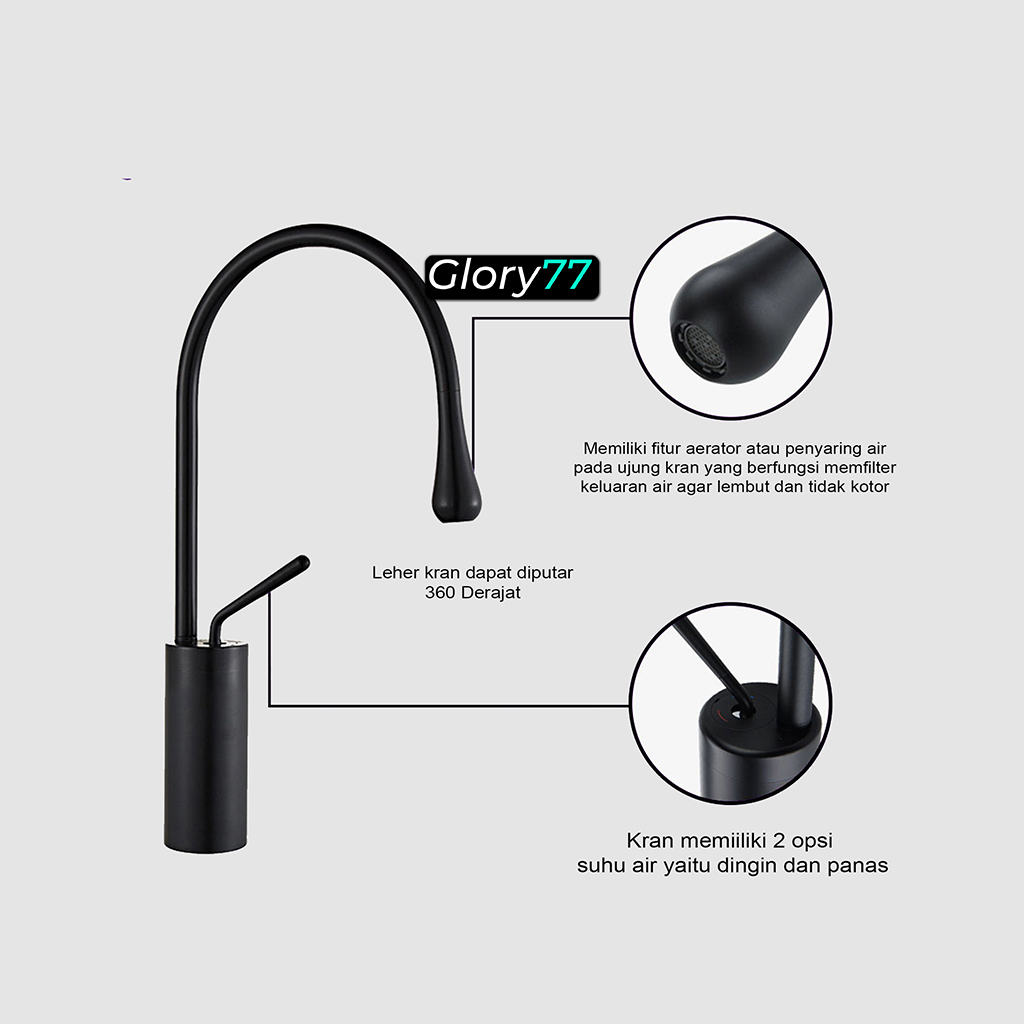 Glory77
Memiliki fitur aerator atau penyaring air
pada ujung kran yang berfungsi memfilter
keluaran air agar lembut dan tidak kotor
Leher kran dapat diputar
360 Derajat
Kran memiiliki 2 opsi
suhu air yaitu dingin dan panas